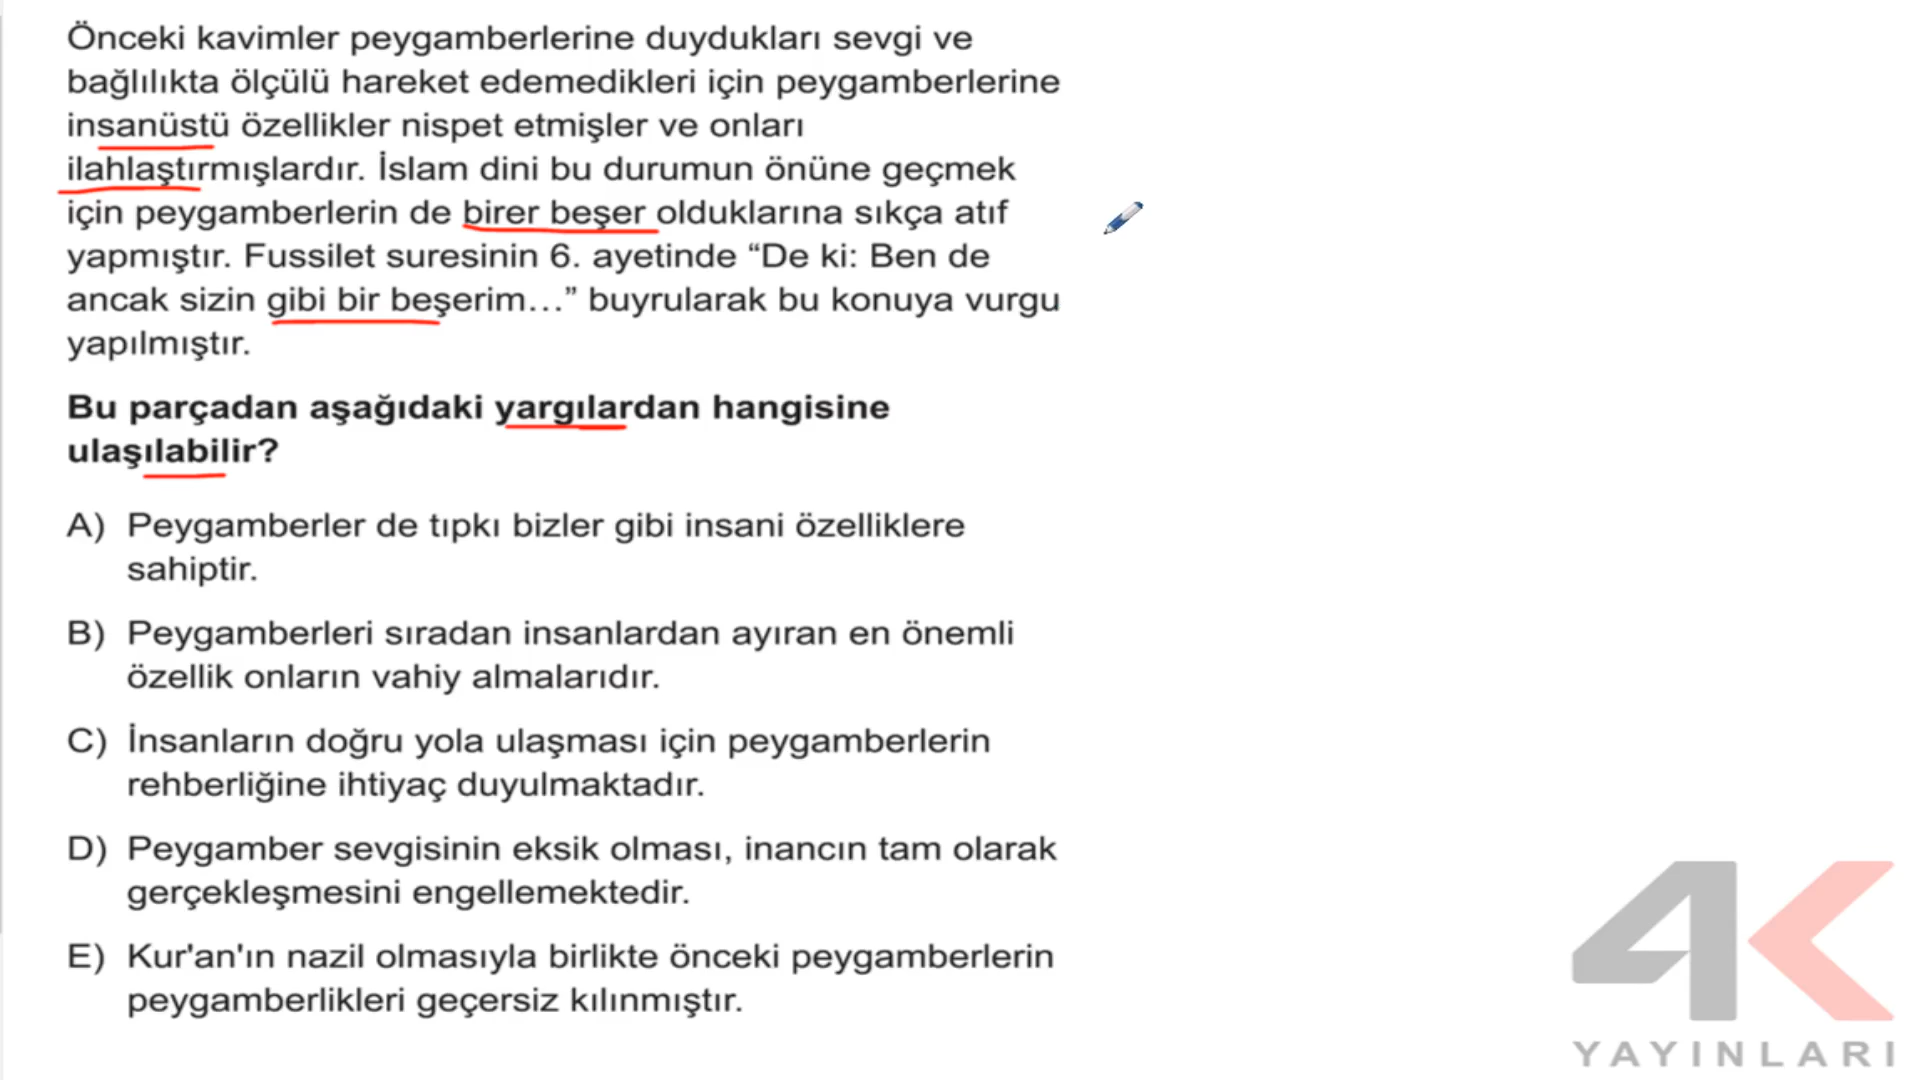 Önceki kavimler peygamberlerine duydukları sevgi ve
bağlılıkta ölçülü hareket edemedikleri için peygamberlerine
insanüstü özellikler nispet etmişler ve onları
ilahlaştırmışlardır. İslam dini bu durumun önüne geçmek
için peygamberlerin de birer beşer olduklarına sıkça atıf
yapmıştır. Fussilet suresinin 6. ayetinde “De ki: Ben de
ancak sizin gibi bir beşerim…” buyrularak bu konuya vurgu
yapılmıştır.
Bu parçadan aşağıdaki yargılardan hangisine
ulaşılabilir?
A) Peygamberler de tıpkı bizler gibi insani özelliklere
sahiptir.
B) Peygamberleri sıradan insanlardan ayıran en önemli
özellik onların vahiy almalarıdır.
C) İnsanların doğru yola ulaşması için peygamberlerin
rehberliğine ihtiyaç duyulmaktadır.
D) Peygamber sevgisinin eksik olması, inancın tam olarak
gerçekleşmesini engellemektedir.
E) Kur'an'ın nazil olmasıyla birlikte önceki peygamberlerin
peygamberlikleri geçersiz kılınmıştır.
4K
YAYINLARI